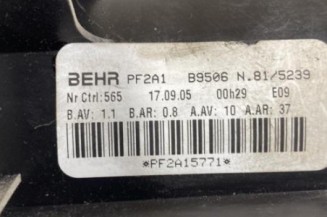 BEHR PF2A1 B9506 N.81/5239
Nr Ctrl:565 17.09.05 00h29 E09
B.AV: 1.1 B.AR: 0.8 A.AV: 10 A.AR: 37
*PF2A15771*